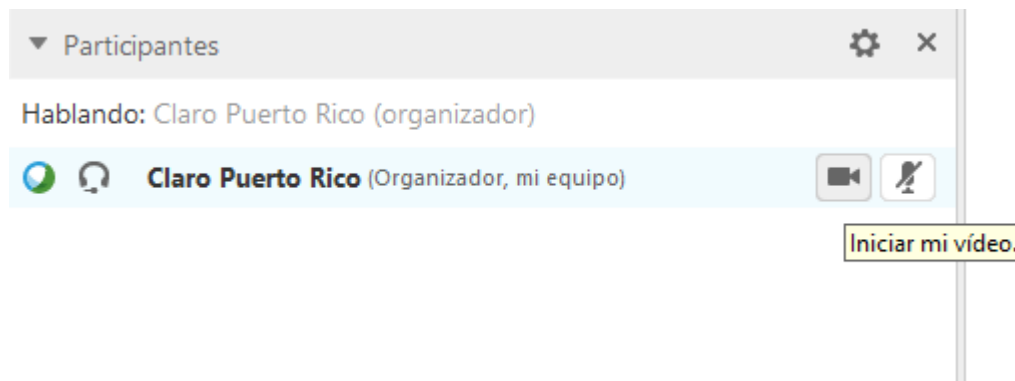 Participantes
Hablando: Claro Puerto Rico (organizador)
Claro Puerto Rico (Organizador, mi equipo)
Iniciar mi vídeo.